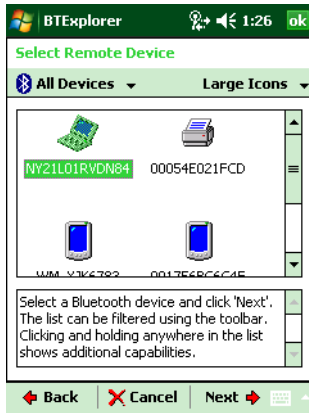 BTExplorer 1:26 ok
Select Remote Device
All Devices Large Icons
NY21L01RVDN84 00054E021FCD
Select a Bluetooth device and click 'Next'.
The list can be filtered using the toolbar.
Clicking and holding anywhere in the list
shows additional capabilities.
Back Cancel Next